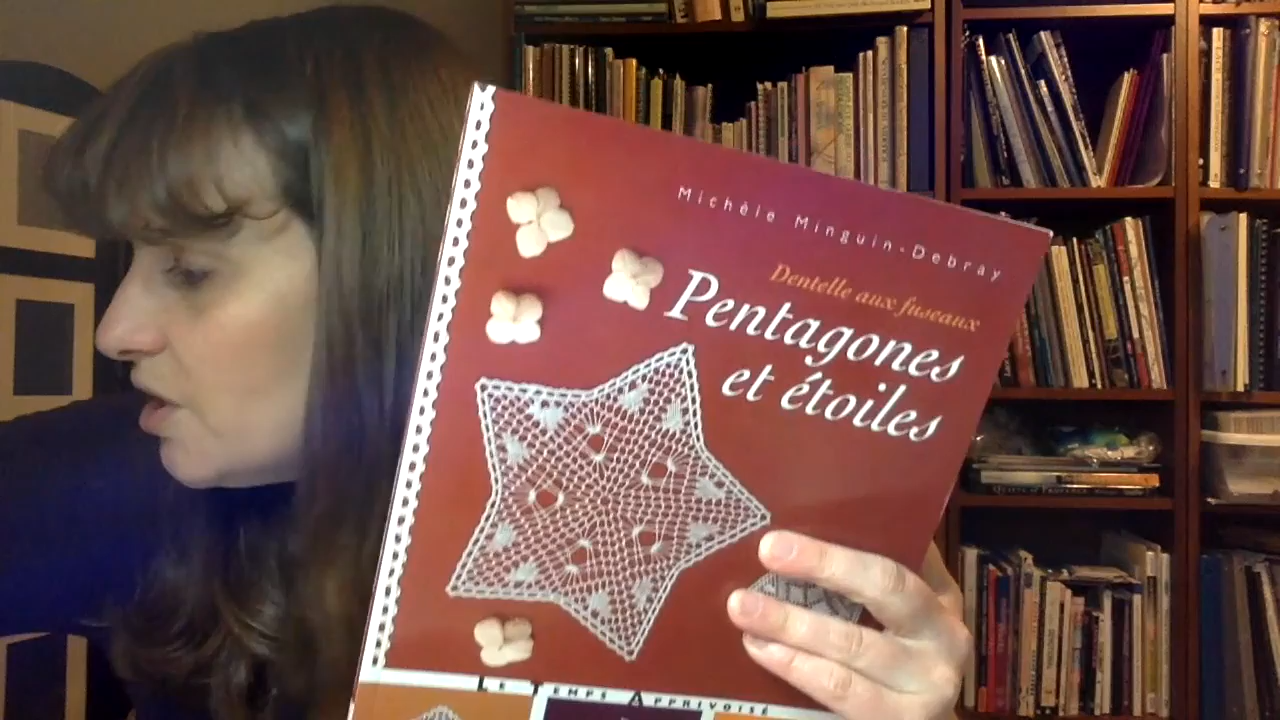 Michèle Minguin-Debray
Dentelle aux fuseaux
Pentagones
et étoiles
Le Temps Apprivoisé